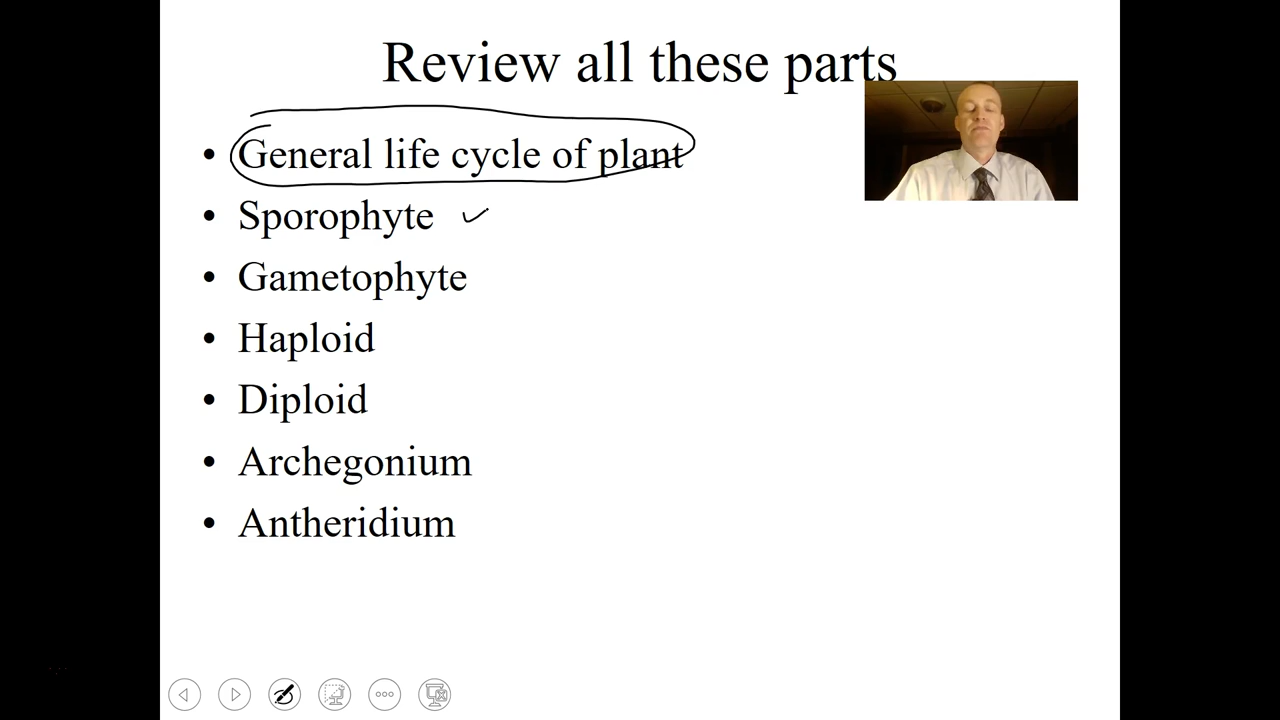 Review all these parts
• General life cycle of plant
• Sporophyte
• Gametophyte
• Haploid
• Diploid
• Archegonium
• Antheridium